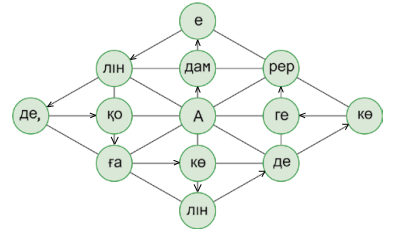 е
лін дам рер
де, қо А ге кө
ға кө де
лін